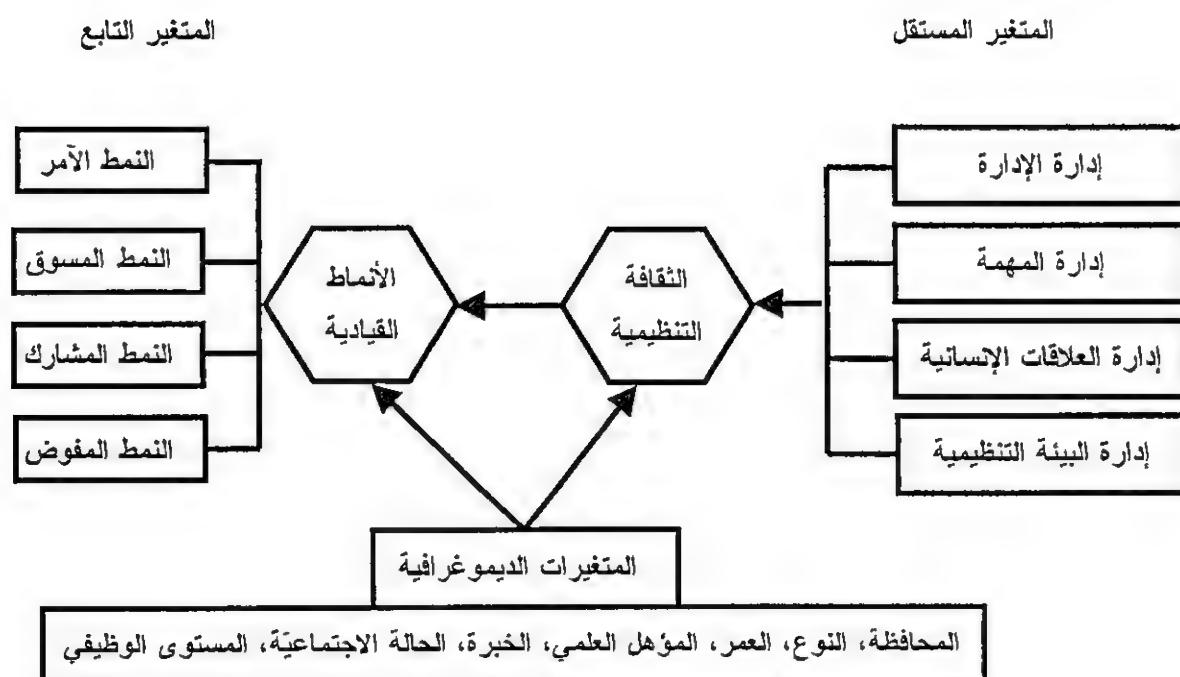 المتغير المستقل
المتغير التابع
إدارة الإدارة
إدارة المهمة
إدارة العلاقات الإنسانية
إدارة البيئة التنظيمية
الثقافة
التنظيمية
الأنماط
القيادية
النمط الآمر
النمط المسوق
النمط المشارك
النمط المفوض
المتغيرات الديموغرافية
المحافظة، النوع، العمر، المؤهل العلمي، الخبرة، الحالة الاجتماعيّة، المستوى الوظيفي